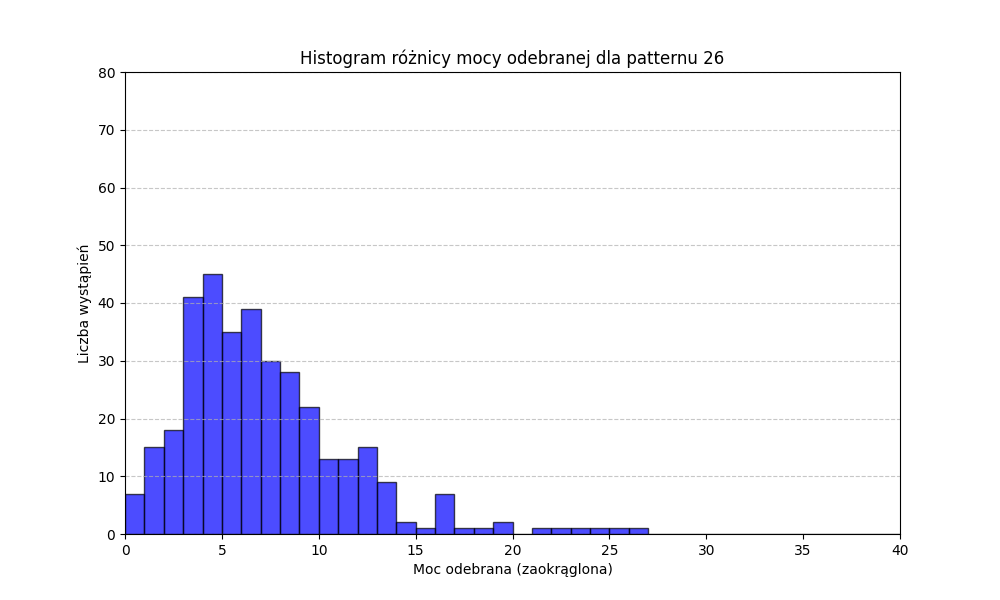 Histogram różnicy mocy odebranej dla patternu 26
80
70
60
50
40
30
20
10
0
Liczba wystąpień
0 5 10 15 20 25 30 35 40
Moc odebrana (zaokrąglona)